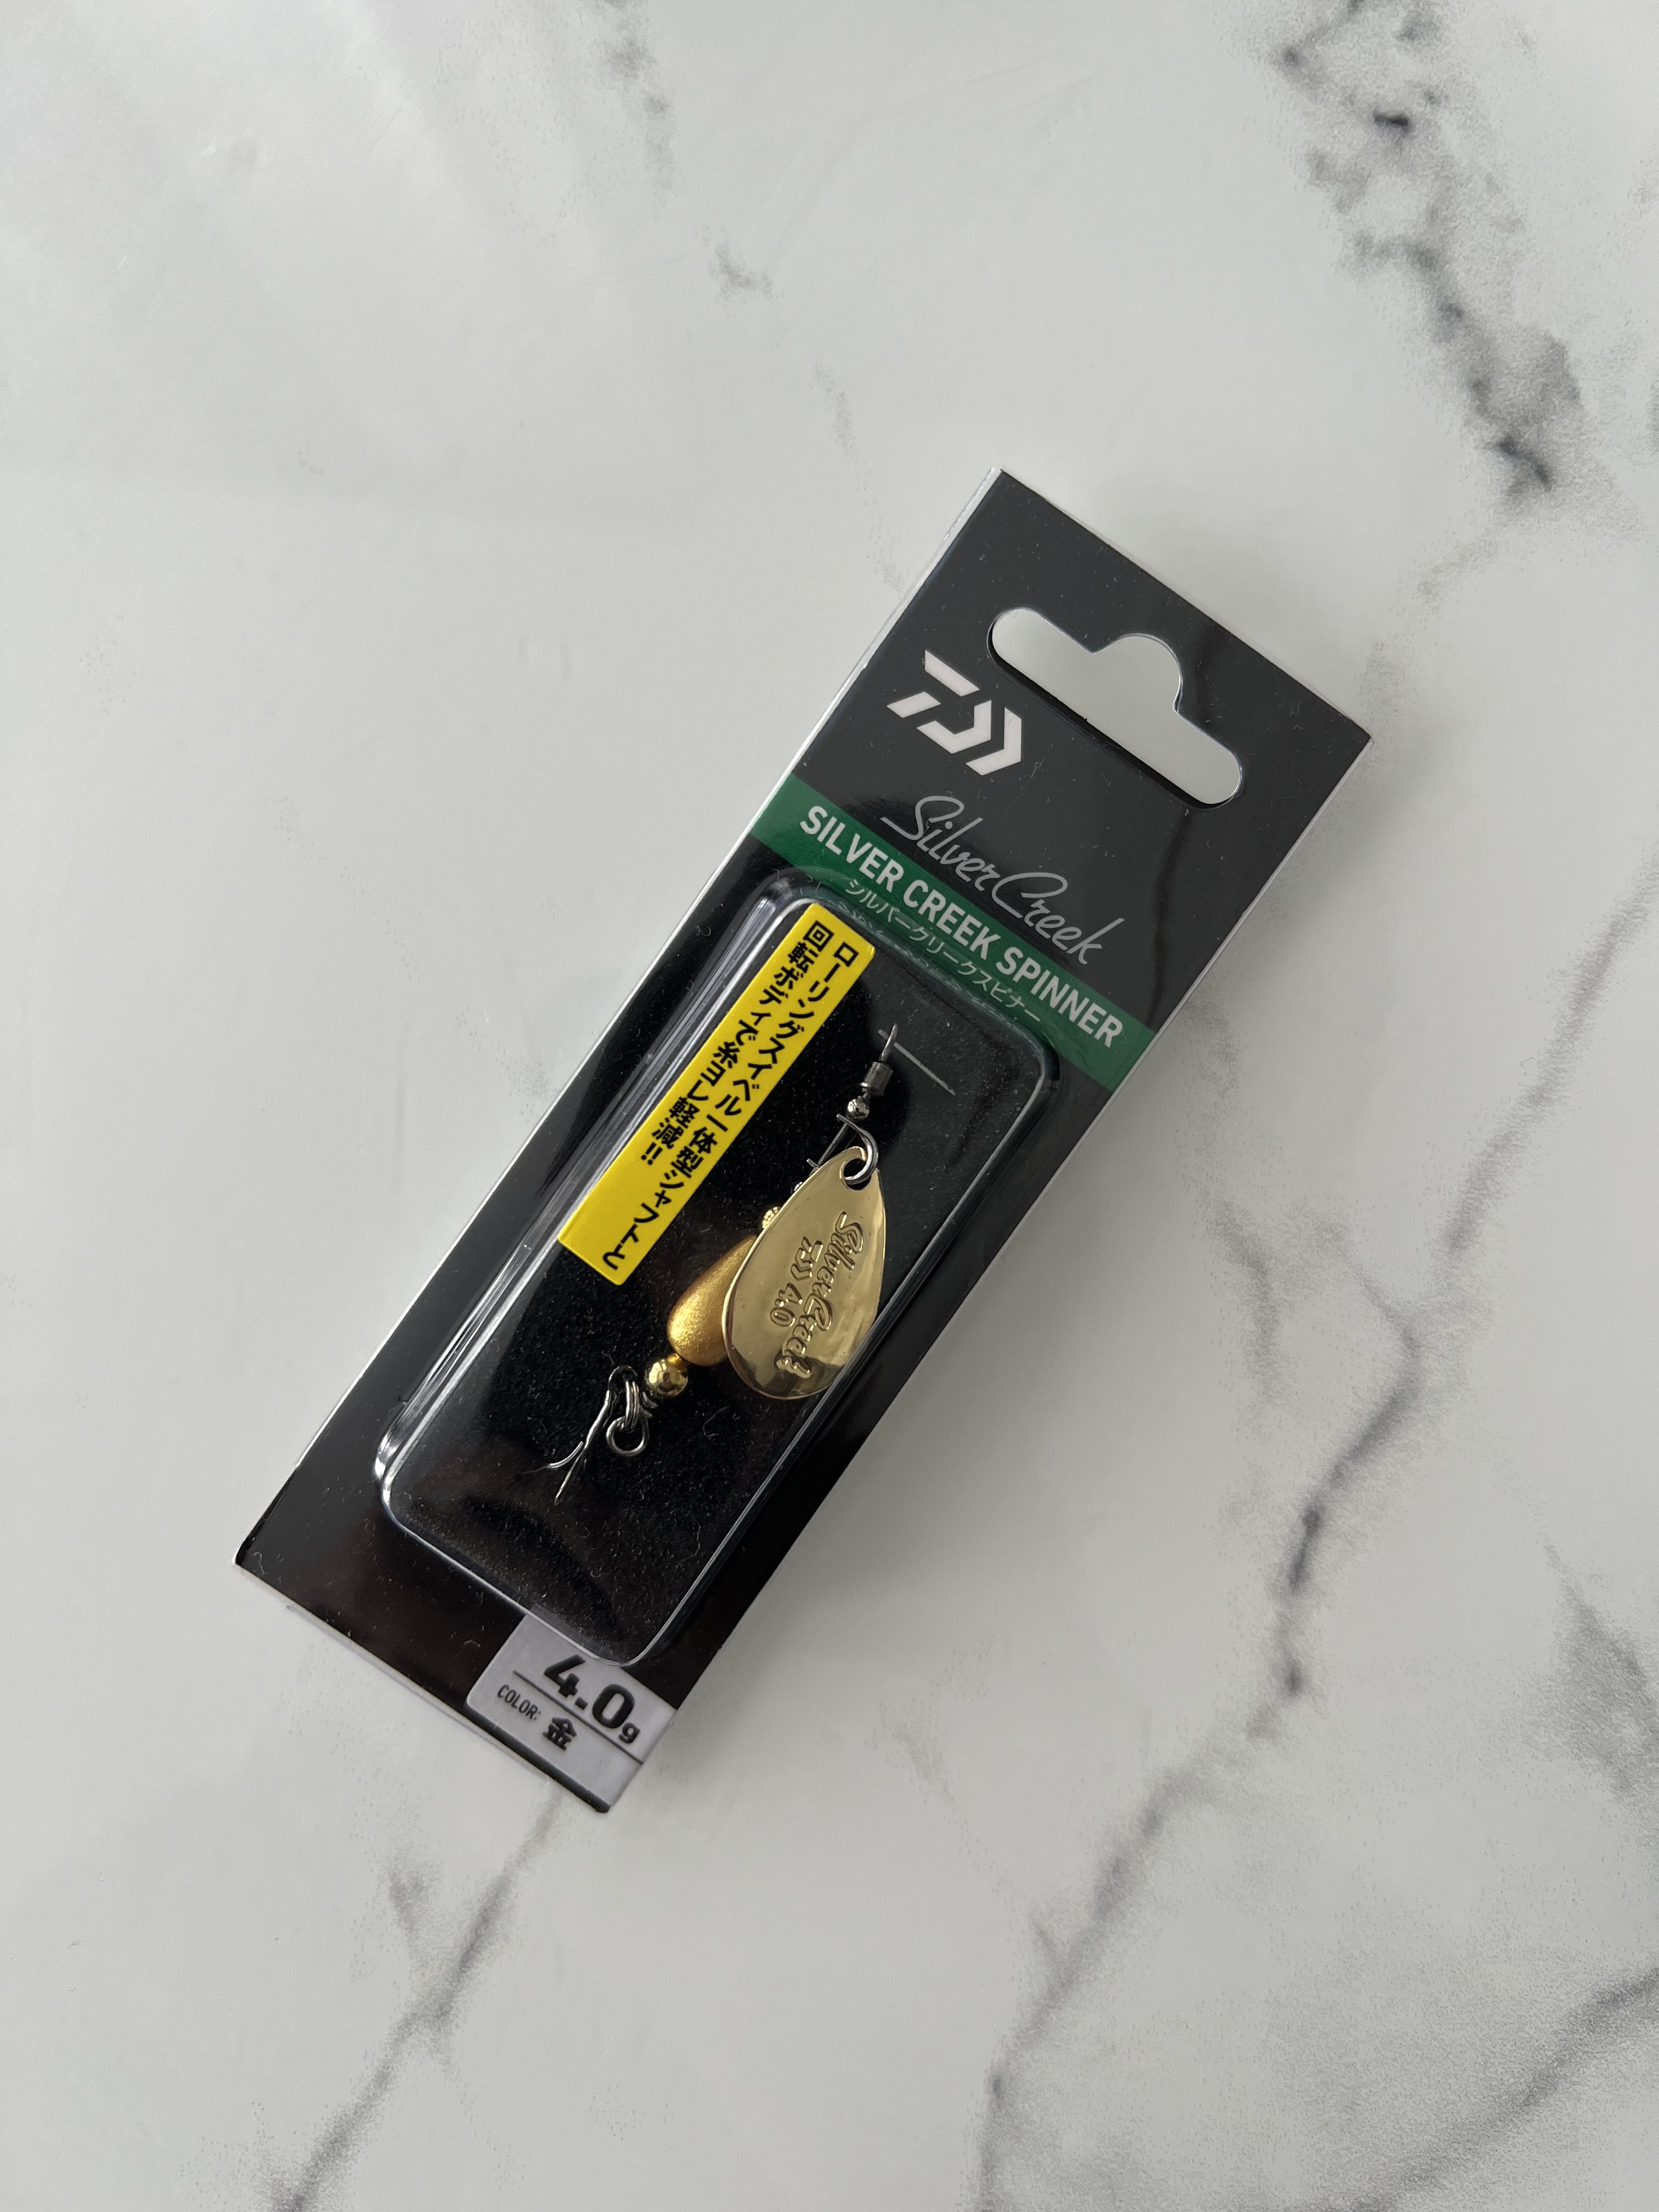 Silver Creek
SILVER CREEK SPINNER
シルバークリークスピナー
ローリングスイベル一体型シャフトと
回転ボディで糸ヨレ軽減!!
Silver Creek
4.0
4.0g
COLOR: 金